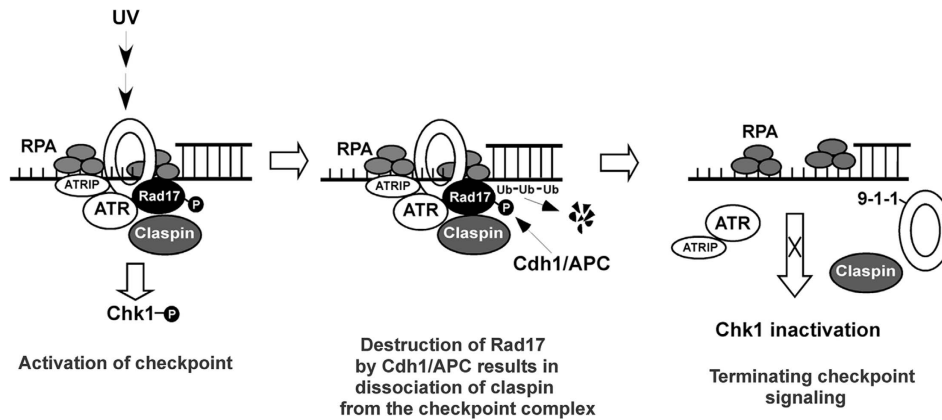 UV
RPA
ATRIP
ATR
Rad17
P
Claspin
Chk1
P
Activation of checkpoint
RPA
ATRIP
ATR
Rad17
P
Ub-Ub-Ub
Claspin
Cdh1/APC
Destruction of Rad17
by Cdh1/APC results in
dissociation of claspin
from the checkpoint complex
RPA
9-1-1
ATR
ATRIP
X
Claspin
Chk1 inactivation
Terminating checkpoint
signaling